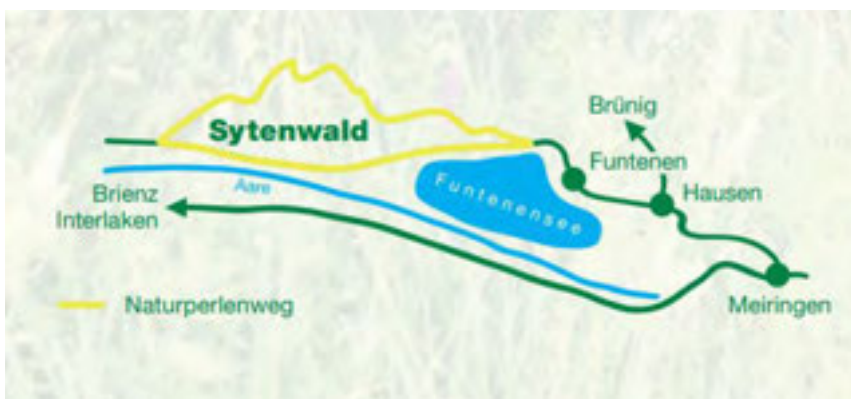 Brünig
Sytenwald
Funtenen
Aare
Funtenensee
Hausen
Brienz
Interlaken
Naturperlenweg
Meiringen